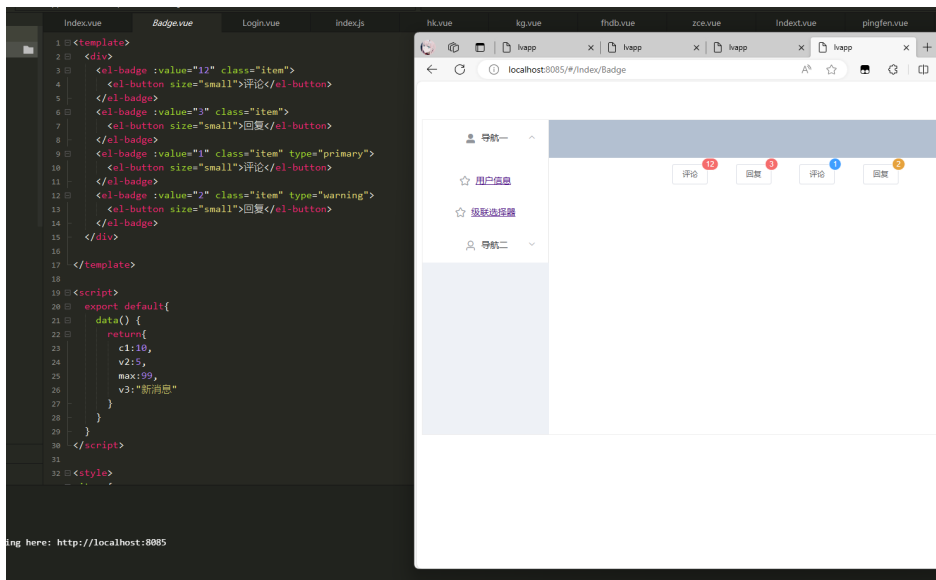 Index.vue Badge.vue Login.vue index.js hk.vue kg.vue fhdb.vue zce.vue Indext.vue pingfen.vue
1 <template>
2 <div>
3 <el-badge :value="12" class="item">
4 <el-button size="small">评论</el-button>
5 </el-badge>
6 <el-badge :value="3" class="item">
7 <el-button size="small">回复</el-button>
8 </el-badge>
9 <el-badge :value="1" class="item" type="primary">
10 <el-button size="small">评论</el-button>
11 </el-badge>
12 <el-badge :value="2" class="item" type="warning">
13 <el-button size="small">回复</el-button>
14 </el-badge>
15 </div>
16
17 </template>
18
19 <script>
20 export default{
21 data() {
22 return{
23 c1:10,
24 v2:5,
25 max:99,
26 v3:"新消息"
27 }
28 }
29 }
30 </script>
31
32 <style>
ing here: http://localhost:8085
lvapp lvapp lvapp lvapp
localhost:8085/#/Index/Badge
导航一
用户信息
级联选择器
导航二
评论 12 回复 3 评论 1 回复 2